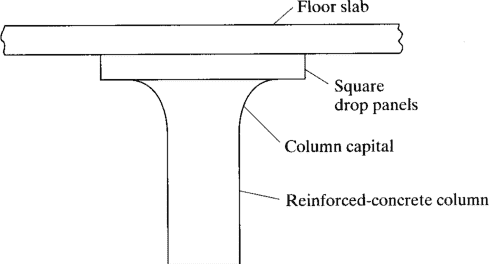 Floor slab
Square
drop panels
Column capital
Reinforced-concrete column